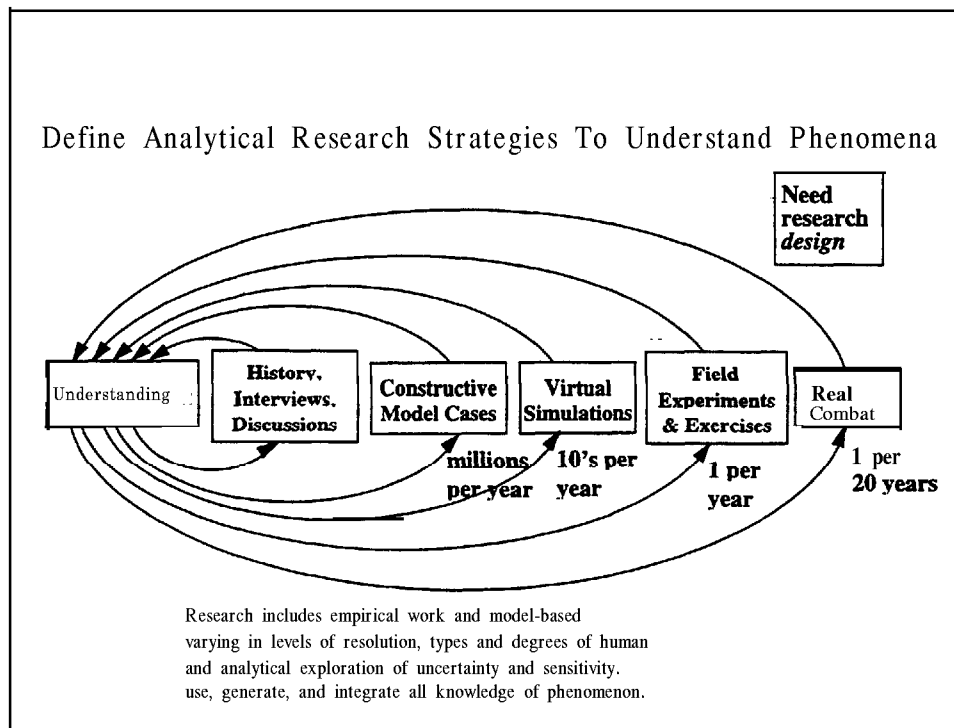 Define Analytical Research Strategies To Understand Phenomena
Need
research
design
Understanding
History,
Interviews,
Discussions
Constructive
Model Cases
Virtual
Simulations
Field
Experiments
& Exercises
Real
Combat
millions
per year
10's per
year
1 per
year
1 per
20 years
Research includes empirical work and model-based
varying in levels of resolution, types and degrees of human
and analytical exploration of uncertainty and sensitivity.
use, generate, and integrate all knowledge of phenomenon.